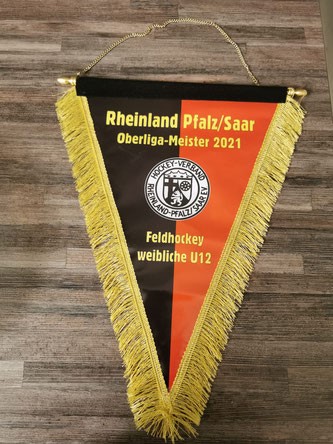 Rheinland Pfalz/Saar
Oberliga-Meister 2021
HOCKEY-VERBAND
RHEINLAND-PFALZ/SAAR E.V.
Feldhockey
weibliche U12